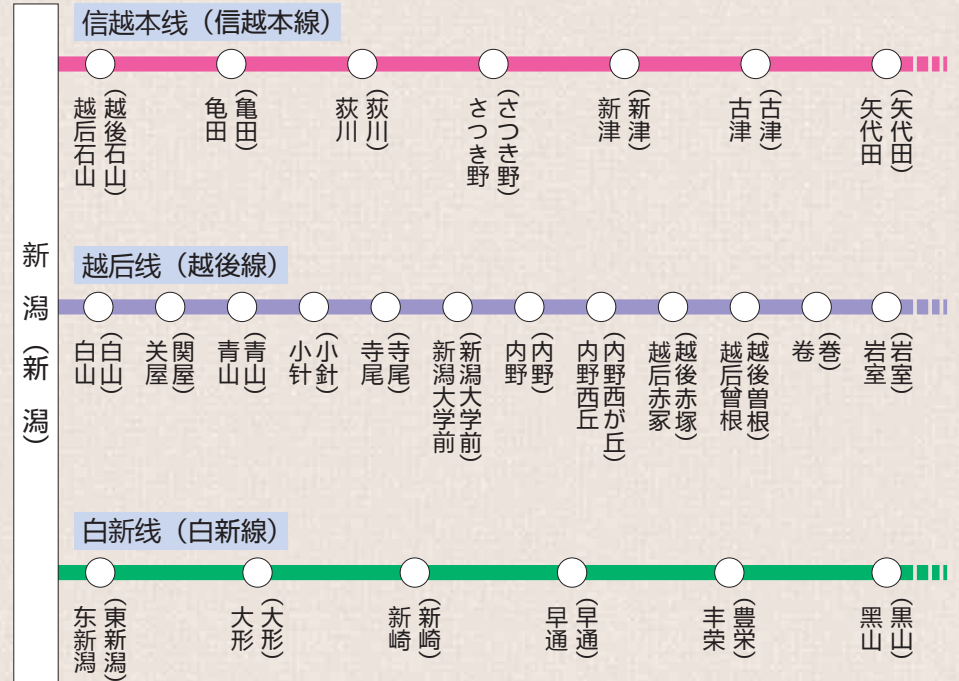 新潟（新潟）
信越本线（信越本線）
越后石山（越後石山）
亀田（亀田）
荻川（荻川）
さつき野（さつき野）
新津（新津）
古津（古津）
矢代田（矢代田）
越后线（越後線）
白山（白山）
关屋（関屋）
青山（青山）
小针（小針）
寺尾（寺尾）
新潟大学前（新潟大学前）
内野（内野）
内野西丘（内野西が丘）
越后赤冢（越後赤塚）
越后曾根（越後曽根）
卷（巻）
岩室（岩室）
白新线（白新線）
东新潟（東新潟）
大形（大形）
新崎（新崎）
早通（早通）
丰荣（豊栄）
黑山（黒山）